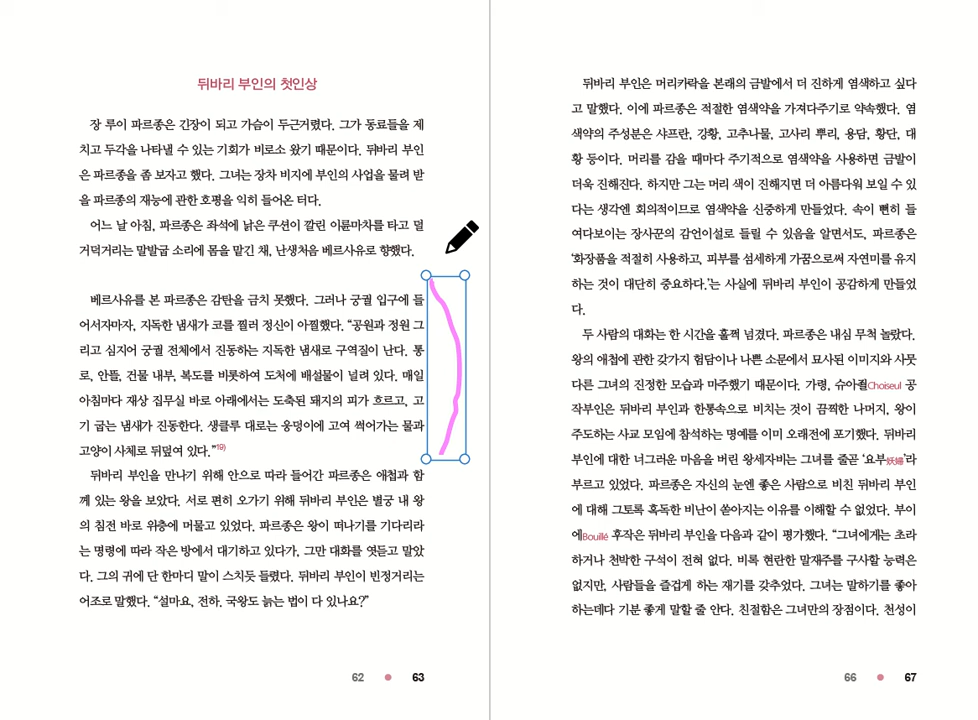 뒤바리 부인의 첫인상
장 루이 파르종은 긴장이 되고 가슴이 두근거렸다. 그가 동료들을 제
치고 두각을 나타낼 수 있는 기회가 비로소 왔기 때문이다. 뒤바리 부인
은 파르종을 좀 보자고 했다. 그녀는 장차 비지에 부인의 사업을 물려 받
을 파르종의 재능에 관한 호평을 익히 들어온 터다.
어느 날 아침, 파르종은 좌석에 낡은 쿠션이 깔린 이륜마차를 타고 덜
거덕거리는 말발굽 소리에 몸을 맡긴 채, 난생처음 베르사유로 향했다.
베르사유를 본 파르종은 감탄을 금치 못했다. 그러나 궁궐 입구에 들
어서자마자, 지독한 냄새가 코를 찔러 정신이 아찔했다. “공원과 정원 그
리고 심지어 궁궐 전체에서 진동하는 지독한 냄새로 구역질이 난다. 통
로, 안뜰, 건물 내부, 복도를 비롯하여 도처에 배설물이 널려 있다. 매일
아침마다 재상 집무실 바로 아래에서는 도축된 돼지의 피가 흐르고, 고
기 굽는 냄새가 진동한다. 생클루 대로는 웅덩이에 고여 썩어가는 물과
고양이 사체로 뒤덮여 있다.”19)
뒤바리 부인을 만나기 위해 안으로 따라 들어간 파르종은 애첩과 함
께 있는 왕을 보았다. 서로 편히 오가기 위해 뒤바리 부인은 별궁 내 왕
의 침전 바로 위층에 머물고 있었다. 파르종은 왕이 떠나기를 기다리라
는 명령에 따라 작은 방에서 대기하고 있다가, 그만 대화를 엿듣고 말았
다. 그의 귀에 단 한마디 말이 스치듯 들렸다. 뒤바리 부인이 빈정거리는
어조로 말했다. “설마요, 전하. 국왕도 늙는 법이 다 있나요?”
62 63
뒤바리 부인은 머리카락을 본래의 금발에서 더 진하게 염색하고 싶다
고 말했다. 이에 파르종은 적절한 염색약을 가져다주기로 약속했다. 염
색약의 주성분은 샤프란, 강황, 고추나물, 고사리 뿌리, 용담, 황단, 대
황 등이다. 머리를 감을 때마다 주기적으로 염색약을 사용하면 금발이
더욱 진해진다. 하지만 그는 머리 색이 진해지면 더 아름다워 보일 수 있
다는 생각엔 회의적이므로 염색약을 신중하게 만들었다. 속이 뻔히 들
여다보이는 장사꾼의 감언이설로 들릴 수 있음을 알면서도, 파르종은
‘화장품을 적절히 사용하고, 피부를 섬세하게 가꿈으로써 자연미를 유지
하는 것이 대단히 중요하다.’는 사실에 뒤바리 부인이 공감하게 만들었
다.
두 사람의 대화는 한 시간을 훌쩍 넘겼다. 파르종은 내심 무척 놀랐다.
왕의 애첩에 관한 갖가지 험담이나 나쁜 소문에서 묘사된 이미지와 사뭇
다른 그녀의 진정한 모습과 마주했기 때문이다. 가령, 슈아죌Choiseul 공
작부인은 뒤바리 부인과 한통속으로 비치는 것이 끔찍한 나머지, 왕이
주도하는 사교 모임에 참석하는 명예를 이미 오래전에 포기했다. 뒤바리
부인에 대한 너그러운 마음을 버린 왕세자비는 그녀를 줄곧 ‘요부妖婦’라
부르고 있었다. 파르종은 자신의 눈엔 좋은 사람으로 비친 뒤바리 부인
에 대해 그토록 혹독한 비난이 쏟아지는 이유를 이해할 수 없었다. 부이
에Bouillé 후작은 뒤바리 부인을 다음과 같이 평가했다. “그녀에게는 초라
하거나 천박한 구석이 전혀 없다. 비록 현란한 말재주를 구사할 능력은
없지만, 사람들을 즐겁게 하는 재기를 갖추었다. 그녀는 말하기를 좋아
하는데다 기분 좋게 말할 줄 안다. 친절함은 그녀만의 장점이다. 천성이
66 67